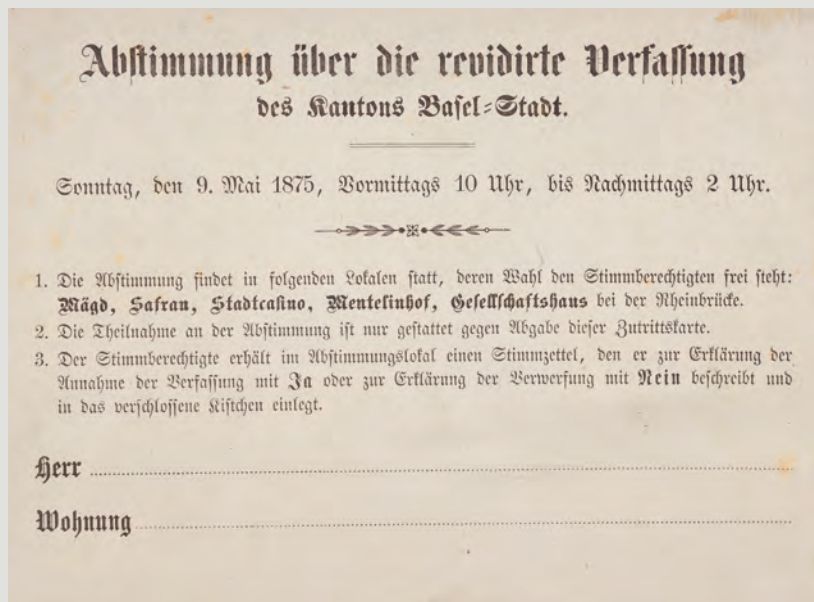 Abstimmung über die revidirte Verfassung
des Kantons Basel-Stadt.
Sonntag, den 9. Mai 1875, Vormittags 10 Uhr, bis Nachmittags 2 Uhr.
1. Die Abstimmung findet in folgenden Lokalen statt, deren Wahl den Stimmberechtigten frei steht:
Mägd, Safran, Stadtcasino, Mentelinhof, Gesellschaftshaus bei der Rheinbrücke.
2. Die Theilnahme an der Abstimmung ist nur gestattet gegen Abgabe dieser Zutrittskarte.
3. Der Stimmberechtigte erhält im Abstimmungslokal einen Stimmzettel, den er zur Erklärung der
Annahme der Verfassung mit Ja oder zur Erklärung der Verwerfung mit Nein beschreibt und
in das verschlossene Kistchen einlegt.
Herr
Wohnung